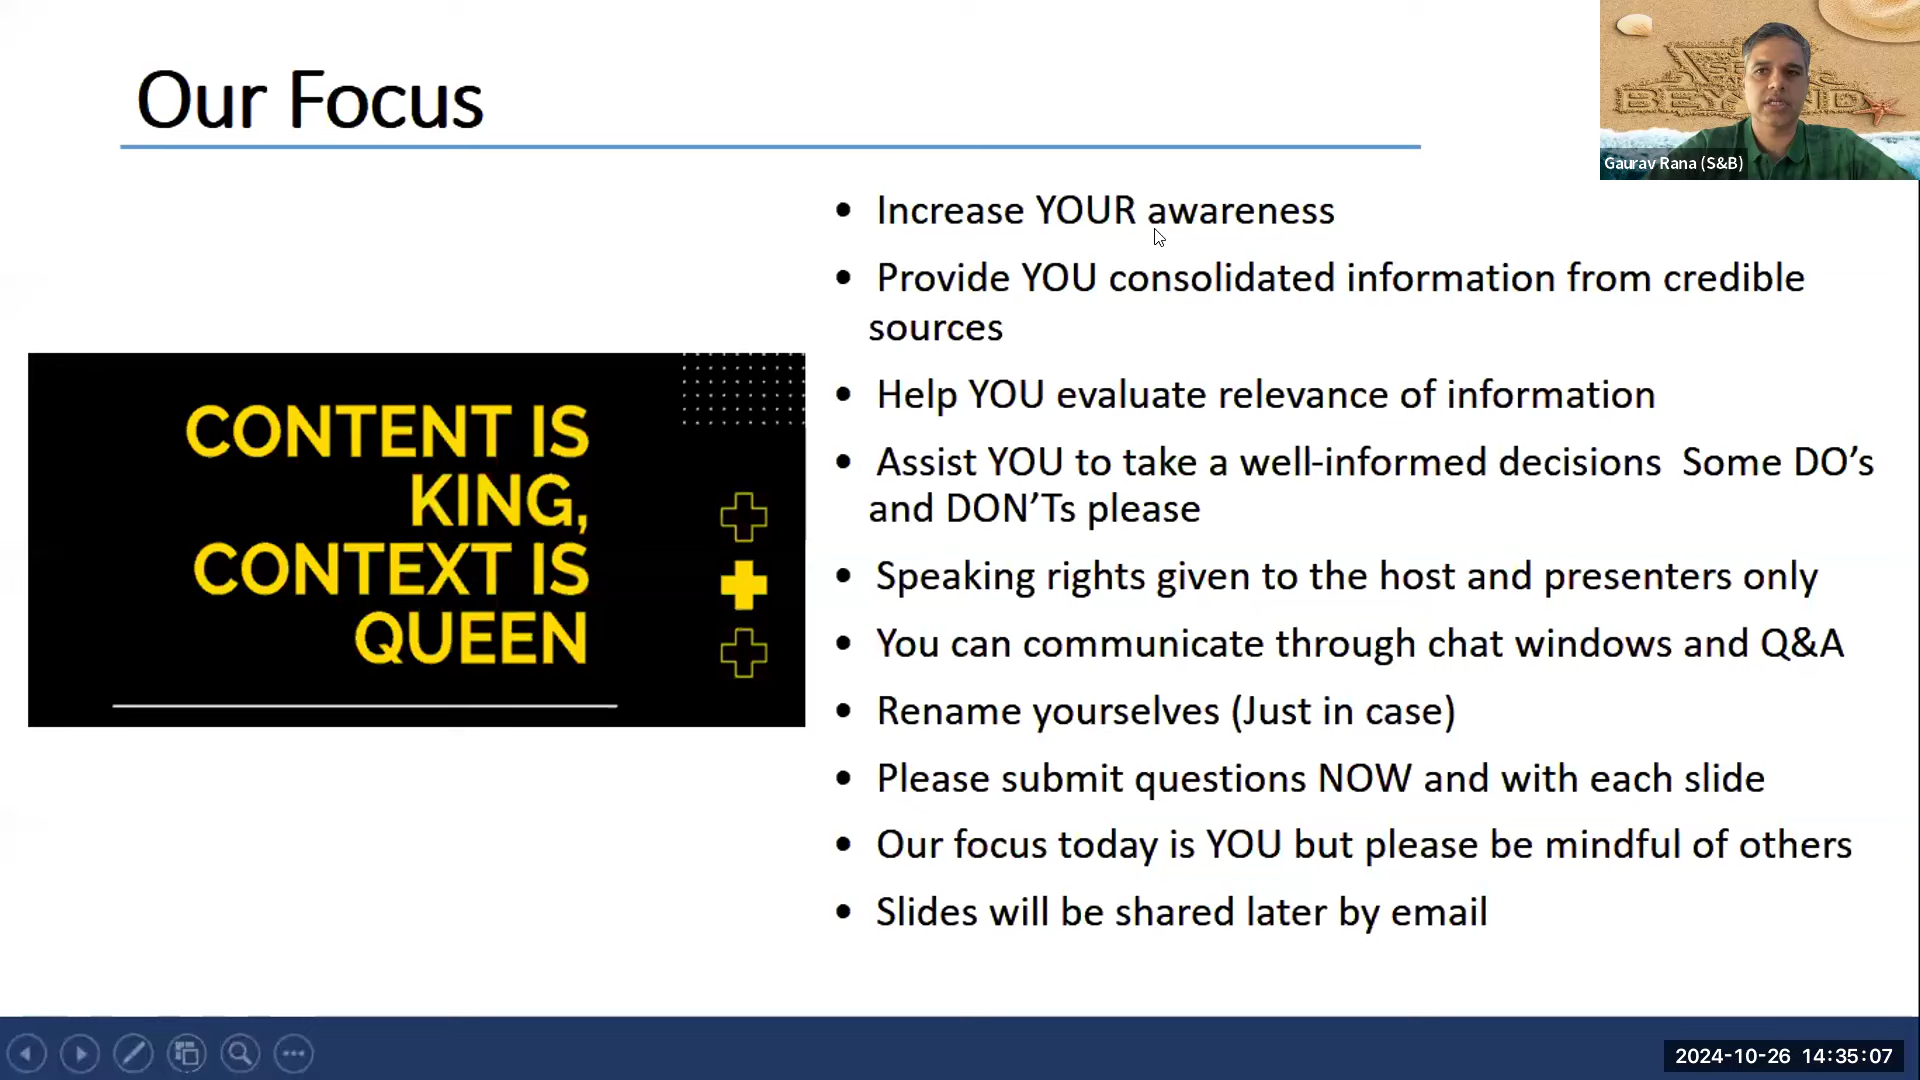 Our Focus
Gaurav Rana (S&B)
• Increase YOUR awareness
• Provide YOU consolidated information from credible
sources
• Help YOU evaluate relevance of information
• Assist YOU to take a well-informed decisions  Some DO’s
and DON’Ts please
• Speaking rights given to the host and presenters only
• You can communicate through chat windows and Q&A
• Rename yourselves (Just in case)
• Please submit questions NOW and with each slide
• Our focus today is YOU but please be mindful of others
• Slides will be shared later by email
CONTENT IS
KING,
CONTEXT IS
QUEEN
2024-10-26 14:35:07